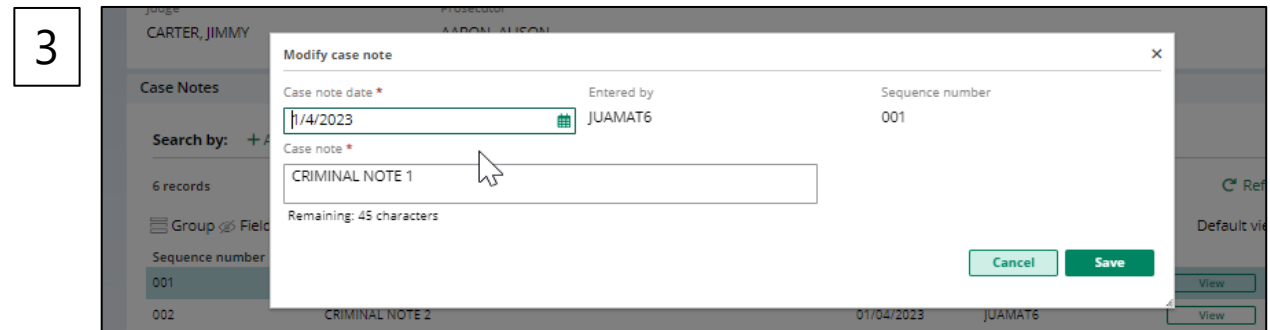 3
Judge Prosecutor
CARTER, JIMMY AARON, ALISON
Modify case note ×
Case Notes
Case note date * Entered by Sequence number
1/4/2023 JUAMAT6 001
Search by: + A
Case note *
CRIMINAL NOTE 1
6 records Ref
Remaining: 45 characters
Group Field Default vie
Sequence number
Cancel Save
001 View
002 CRIMINAL NOTE 2 01/04/2023 JUAMAT6 View